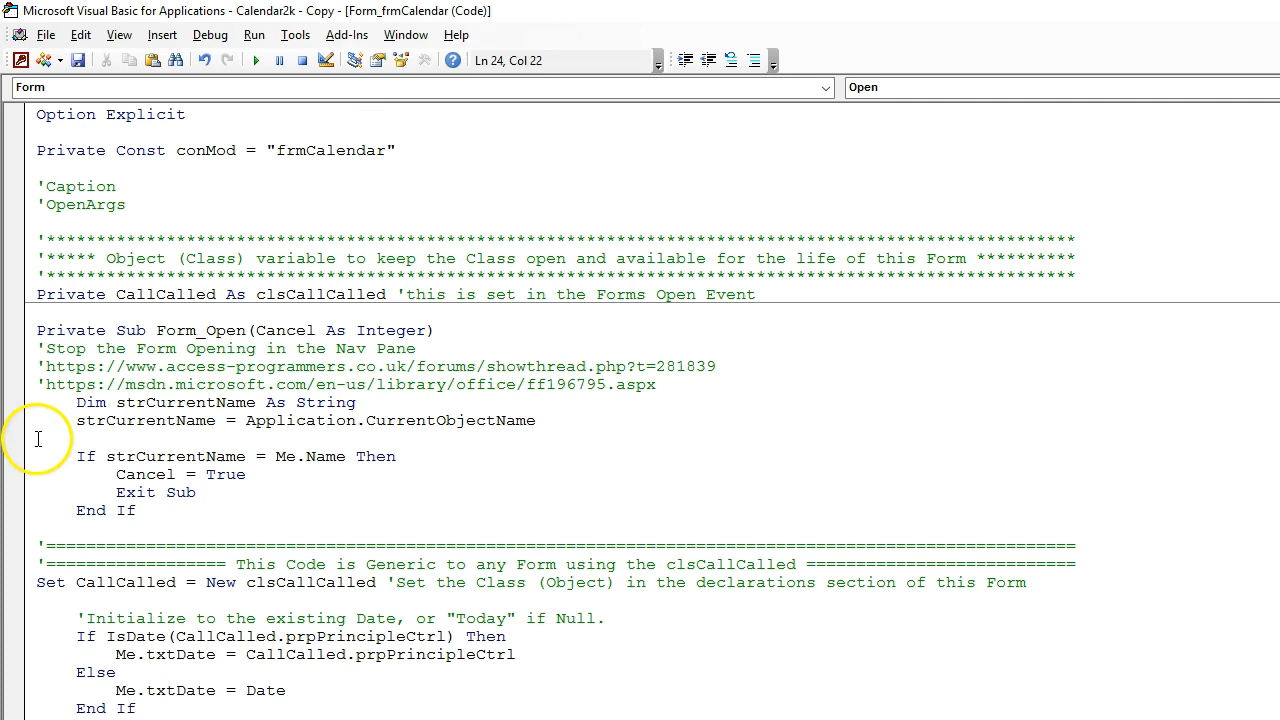 Microsoft Visual Basic for Applications - Calendar2k - Copy - [Form_frmCalendar (Code)]
File Edit View Insert Debug Run Tools Add-Ins Window Help
Ln 24, Col 22
Form Open
Option Explicit
Private Const conMod = "frmCalendar"
'Caption
'OpenArgs
'*******************************************************************************************************
'***** Object (Class) variable to keep the Class open and available for the life of this Form **********
'*******************************************************************************************************
Private CallCalled As clsCallCalled 'this is set in the Forms Open Event
Private Sub Form_Open(Cancel As Integer)
'Stop the Form Opening in the Nav Pane
'https://www.access-programmers.co.uk/forums/showthread.php?t=281839
'https://msdn.microsoft.com/en-us/library/office/ff196795.aspx
Dim strCurrentName As String
strCurrentName = Application.CurrentObjectName
If strCurrentName = Me.Name Then
Cancel = True
Exit Sub
End If
'=======================================================================================================
'================== This Code is Generic to any Form using the clsCallCalled ===========================
Set CallCalled = New clsCallCalled 'Set the Class (Object) in the declarations section of this Form
'Initialize to the existing Date, or "Today" if Null.
If IsDate(CallCalled.prpPrincipleCtrl) Then
Me.txtDate = CallCalled.prpPrincipleCtrl
Else
Me.txtDate = Date
End If